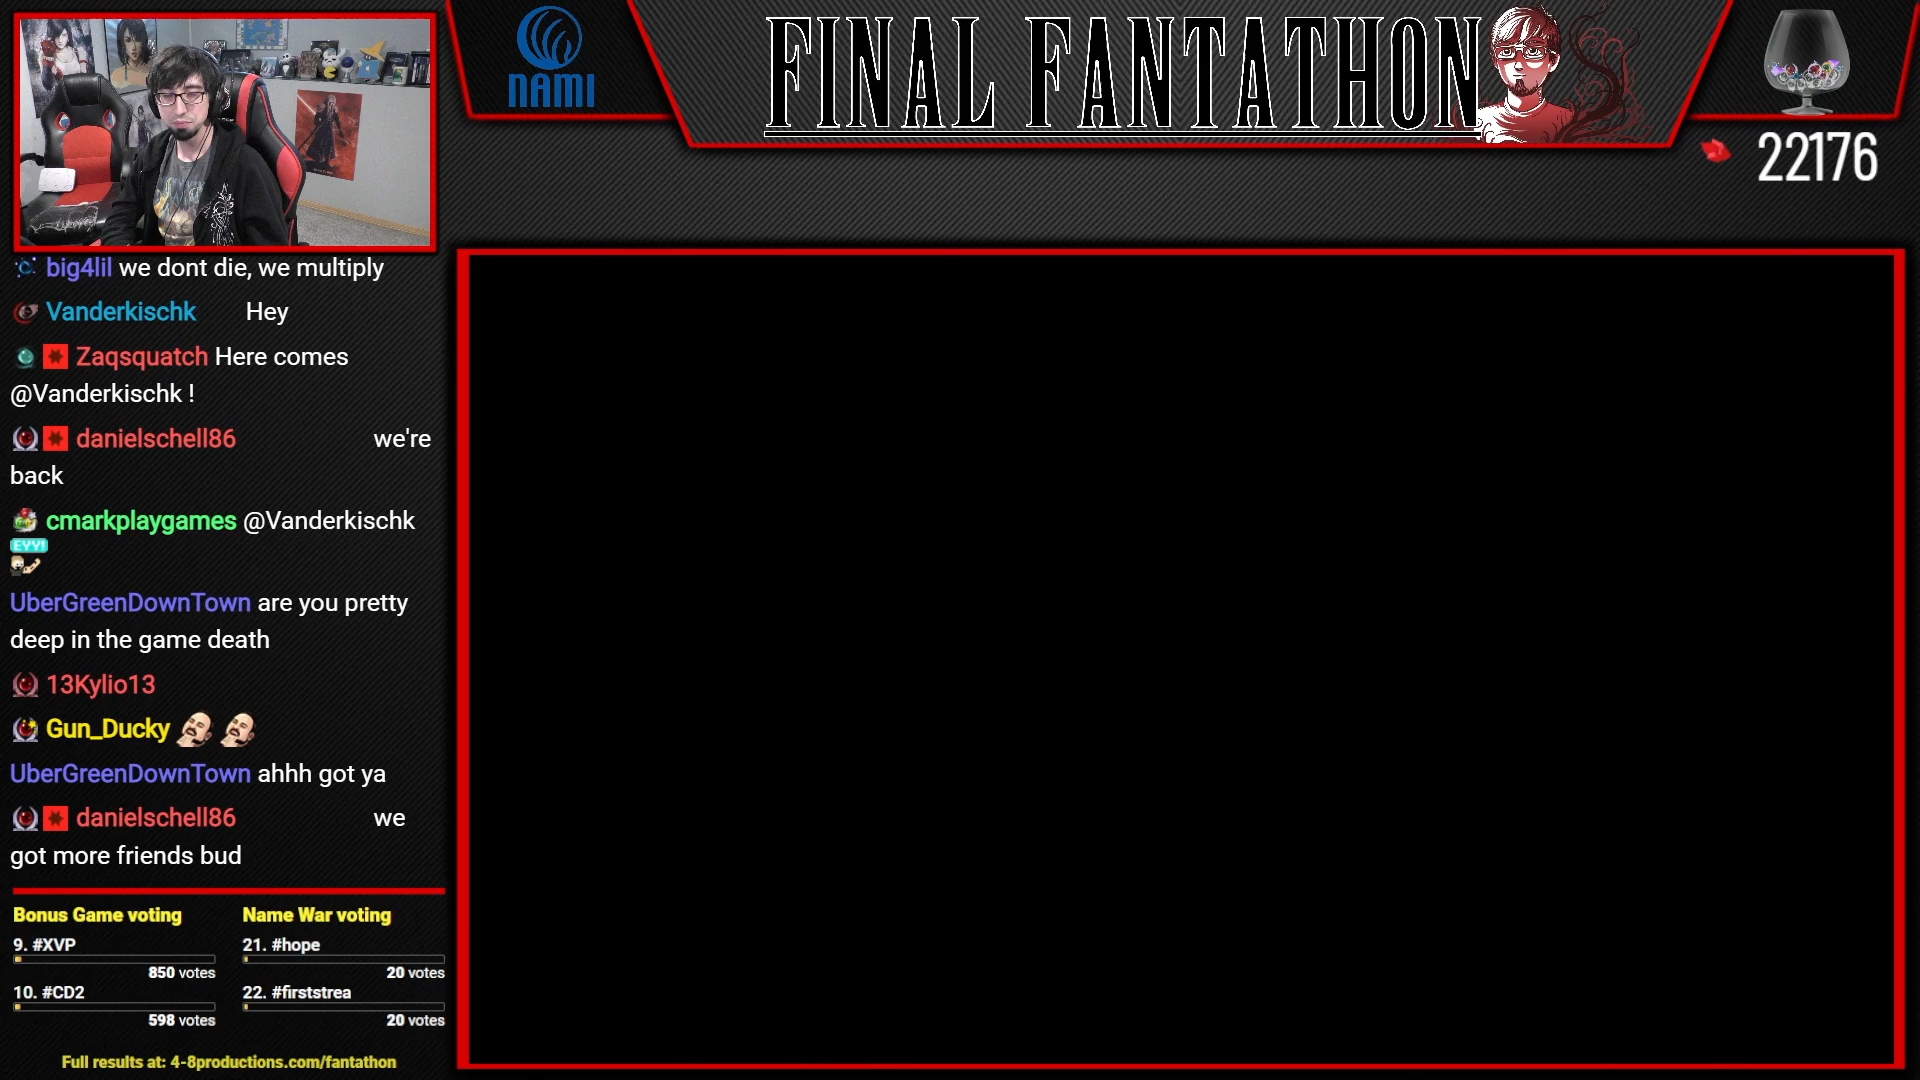 NAMI
FINAL FANTATHON
22176
big4lil we dont die, we multiply
Vanderkischk Hey
Zaqsquatch Here comes
@Vanderkischk !
danielschell86 we're
back
cmarkplaygames @Vanderkischk
EYY!
UberGreenDownTown are you pretty
deep in the game death
13Kylio13
Gun_Ducky
UberGreenDownTown ahhh got ya
danielschell86 we
got more friends bud
Bonus Game voting
9. #XVP
850 votes
10. #CD2
598 votes
Name War voting
21. #hope
20 votes
22. #firststrea
20 votes
Full results at: 4-8productions.com/fantathon